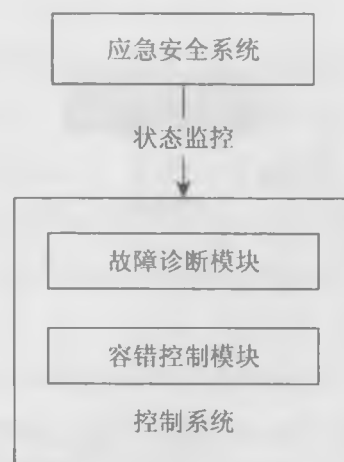 应急安全系统
状态监控
故障诊断模块
容错控制模块
控制系统